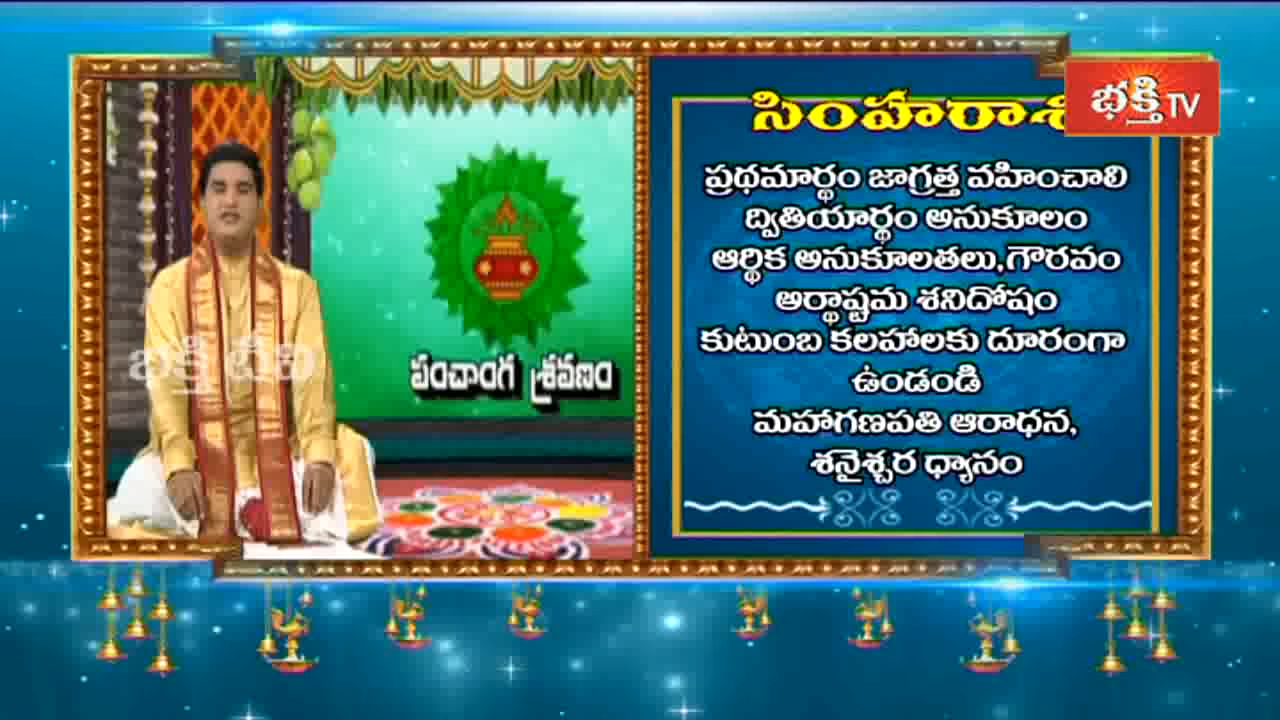 సింహరాశి
భక్తి TV
ప్రథమార్థం జాగ్రత్త వహించాలి
ద్వితియార్థం అనుకూలం
ఆర్థిక అనుకూలతలు,గౌరవం
అర్థాష్టమ శనిదోషం
కుటుంబ కలహాలకు దూరంగా
ఉండండి
మహాగణపతి ఆరాధన,
శనైశ్చర ధ్యానం
భక్తి టీవి
పంచాంగ శ్రవణం